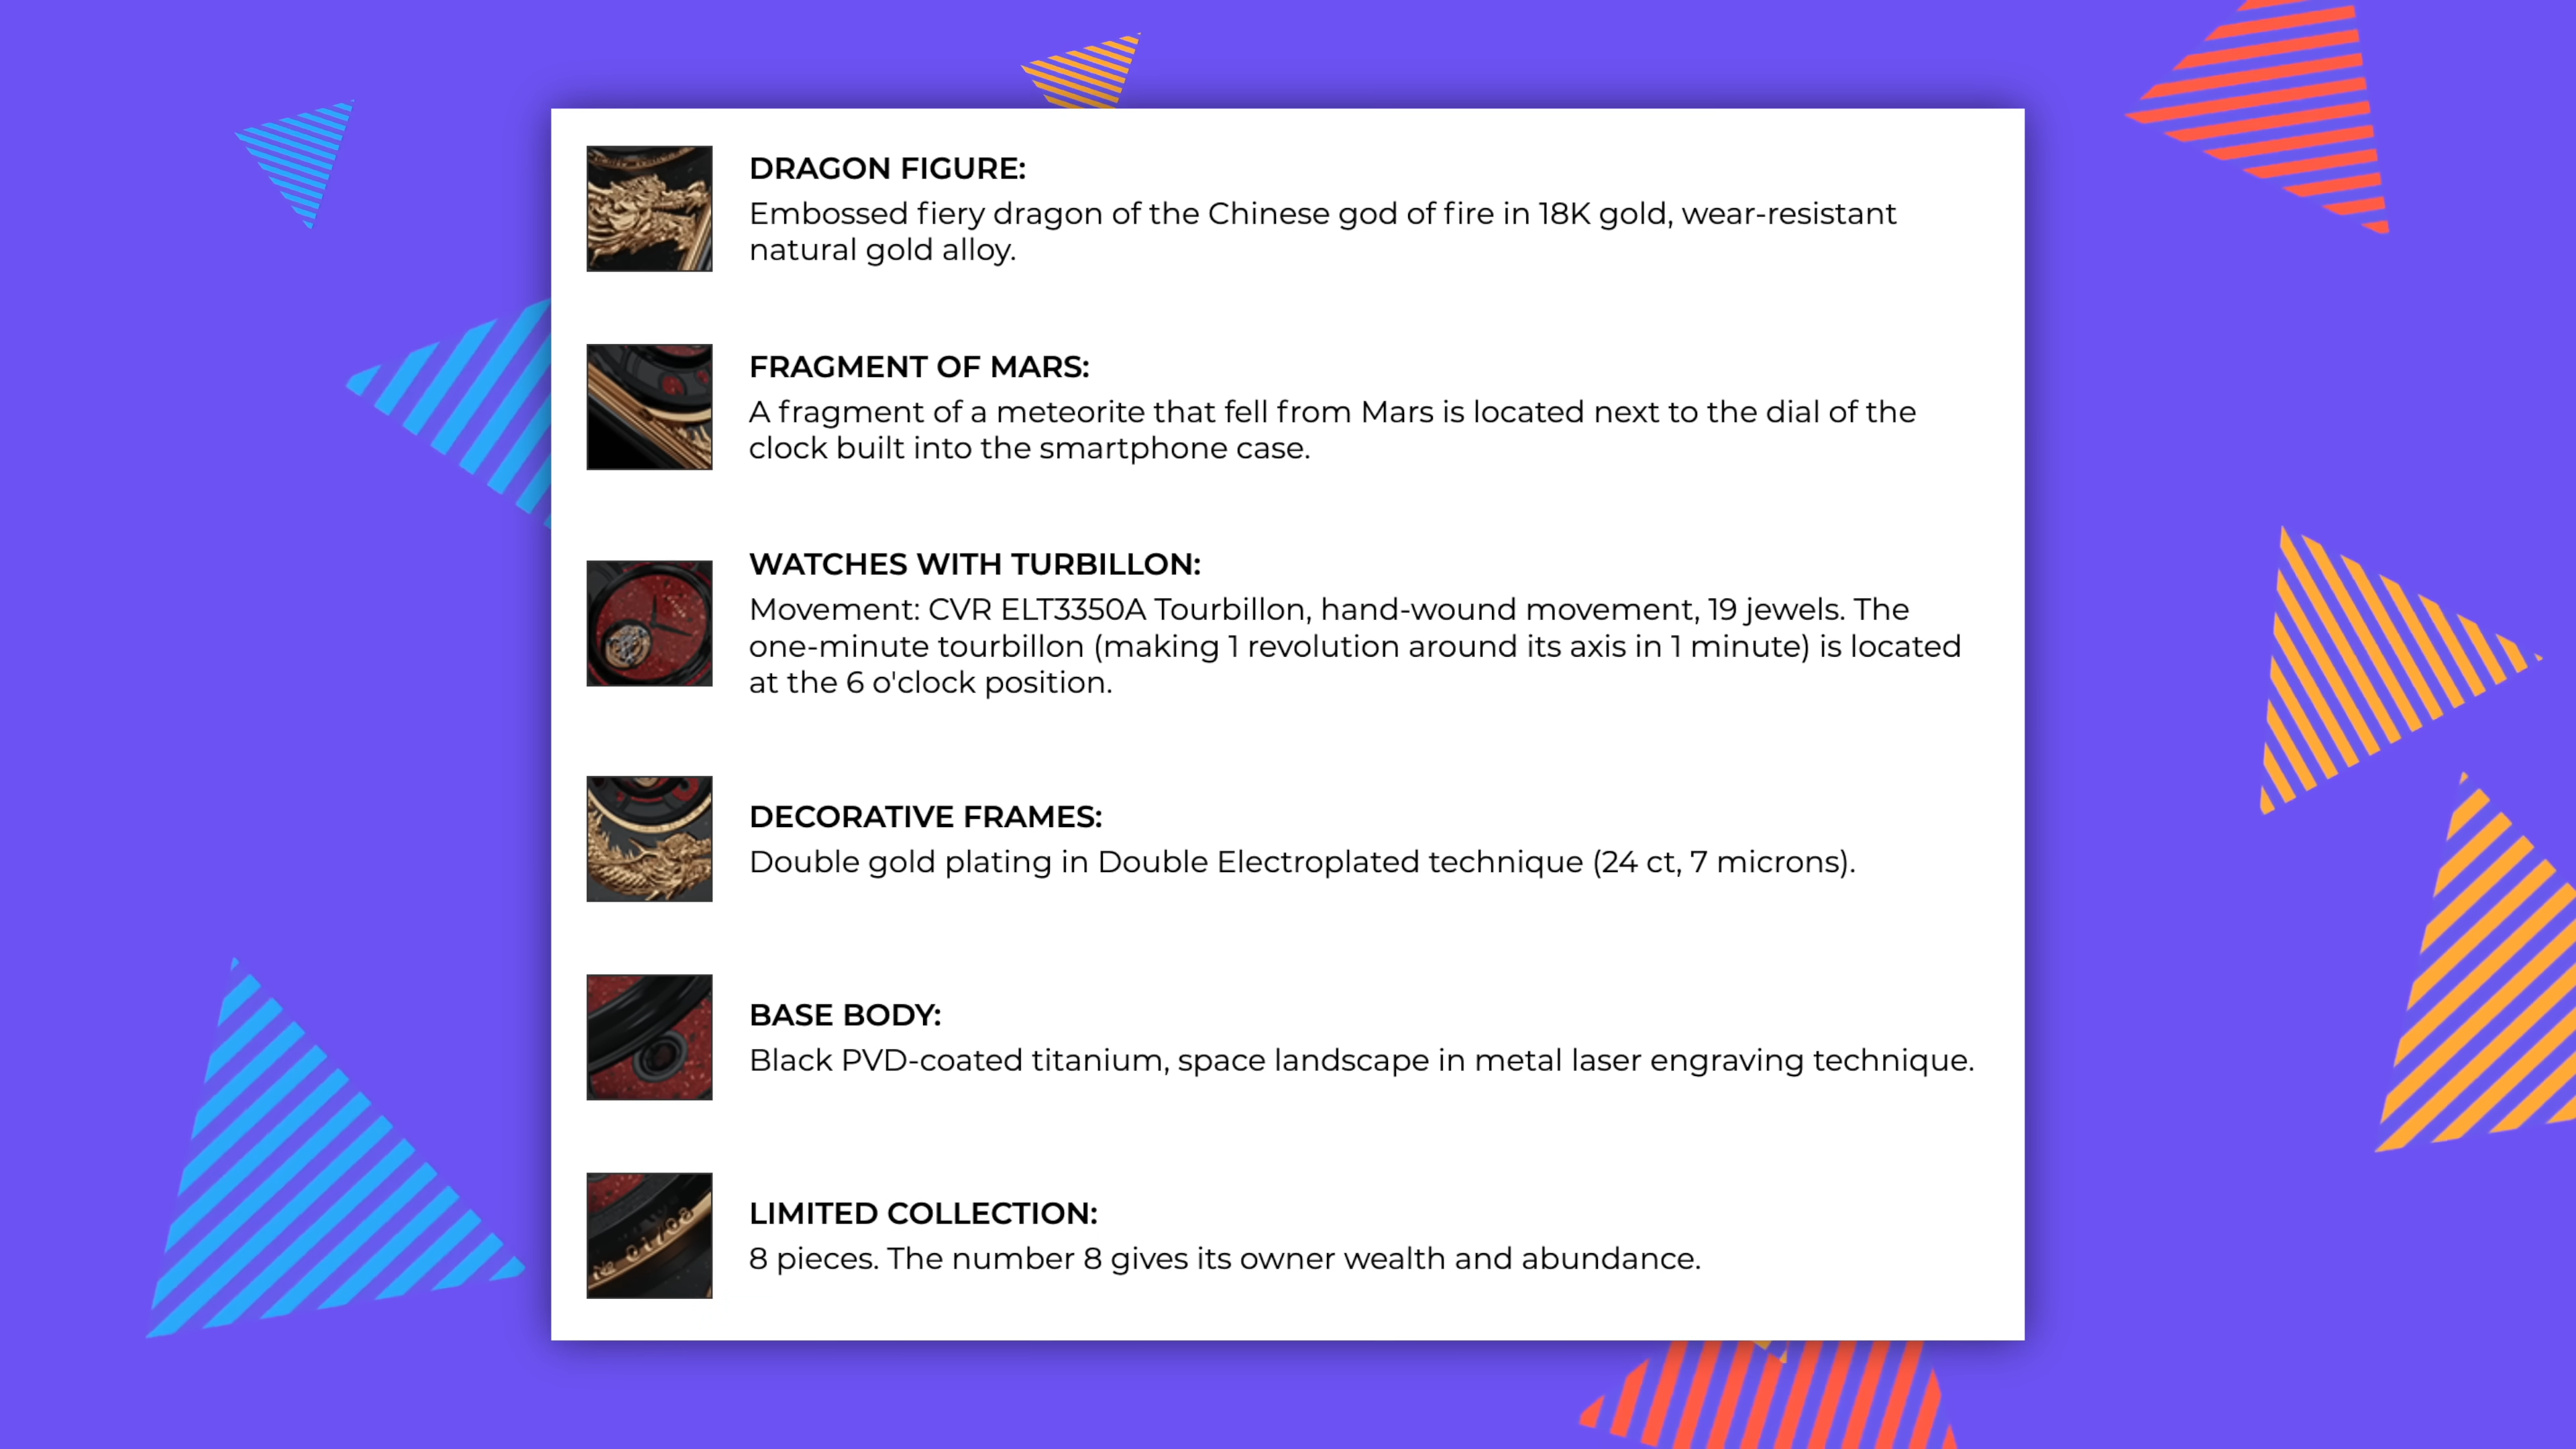 DRAGON FIGURE:
Embossed fiery dragon of the Chinese god of fire in 18K gold, wear-resistant
natural gold alloy.
FRAGMENT OF MARS:
A fragment of a meteorite that fell from Mars is located next to the dial of the
clock built into the smartphone case.
WATCHES WITH TURBILLON:
Movement: CVR ELT3350A Tourbillon, hand-wound movement, 19 jewels. The
one-minute tourbillon (making 1 revolution around its axis in 1 minute) is located
at the 6 o'clock position.
DECORATIVE FRAMES:
Double gold plating in Double Electroplated technique (24 ct, 7 microns).
BASE BODY:
Black PVD-coated titanium, space landscape in metal laser engraving technique.
LIMITED COLLECTION:
№ 01/08
8 pieces. The number 8 gives its owner wealth and abundance.